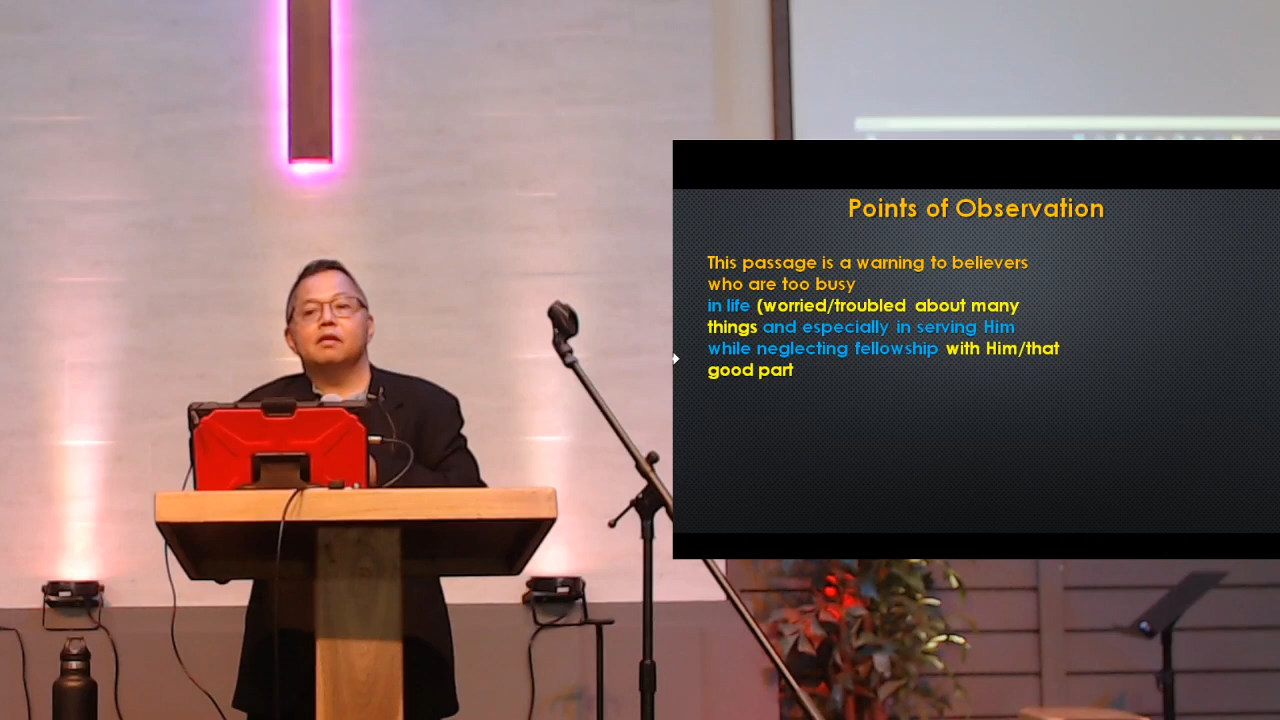 Points of Observation
This passage is a warning to believers
who are too busy
in life (worried/troubled about many
things and especially in serving Him
while neglecting fellowship with Him/that
good part